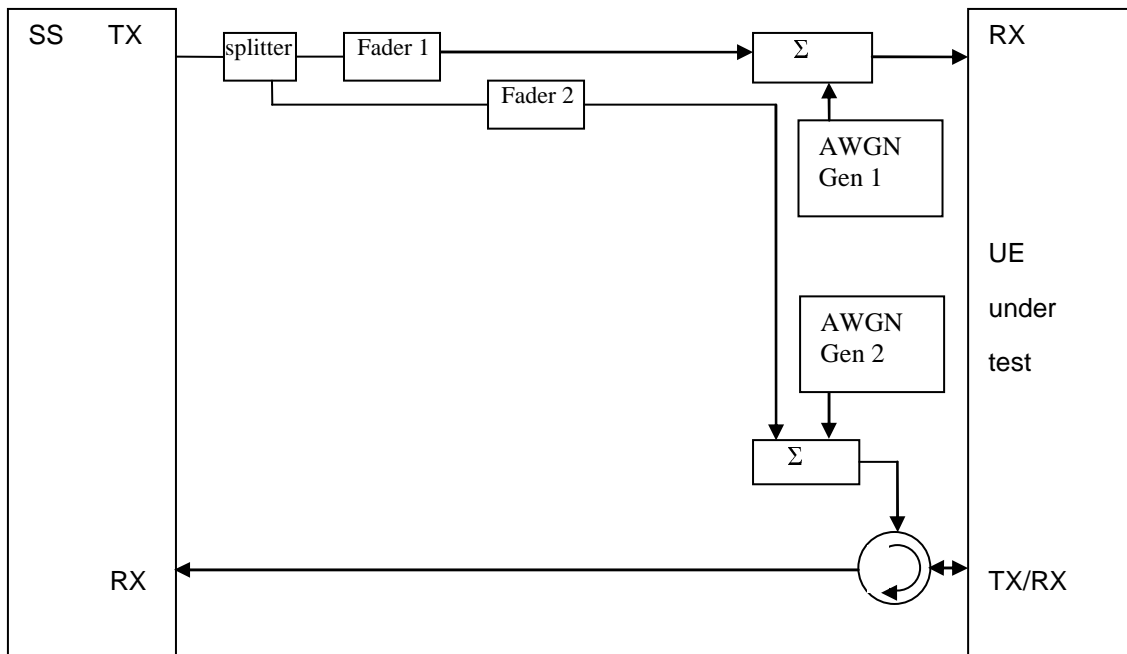 SS TX
splitter
Fader 1
Σ
RX
Fader 2
AWGN
Gen 1
UE
under
test
AWGN
Gen 2
Σ
RX
TX/RX